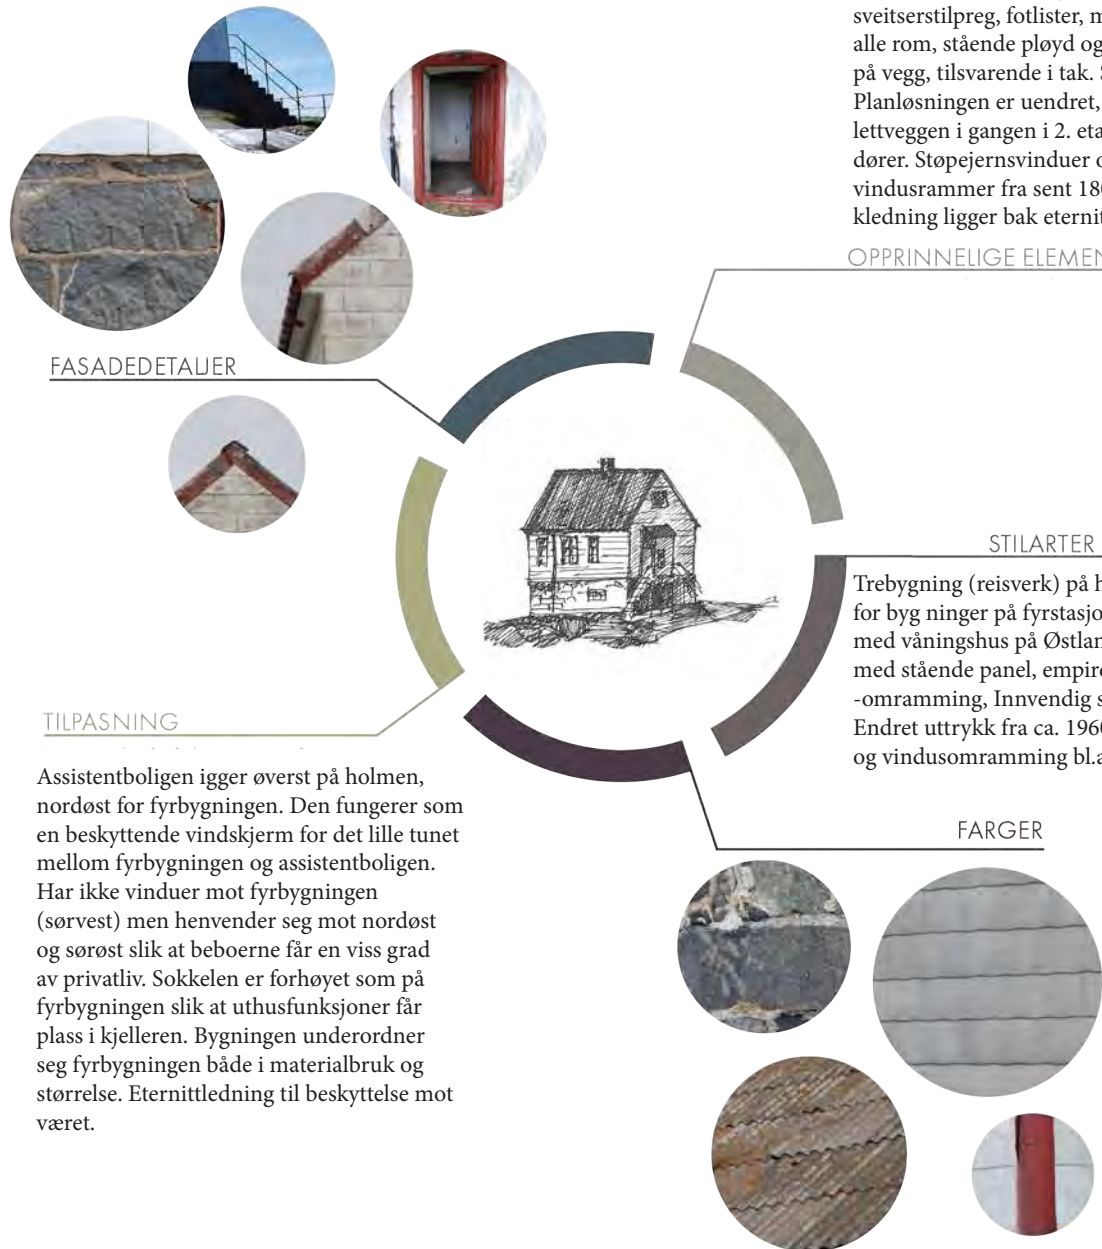 sveitserstilpreg, fotlister, m
alle rom, stående pløyd og
på vegg, tilsvarende i tak. S
Planløsningen er uendret,
lettveggen i gangen i 2. eta
dører. Støpejernsvinduer o
vindusrammer fra sent 180
kledning ligger bak eternit
OPPRINNELIGE ELEMEN
FASADEDETALJER
STILARTER
Trebygning (reisverk) på h
for byg ninger på fyrstasjo
med våningshus på Østlan
med stående panel, empire
-omramming, Innvendig s
Endret uttrykk fra ca. 1960
og vindusomramming bl.a
TILPASNING
Assistentboligen igger øverst på holmen,
nordøst for fyrbygningen. Den fungerer som
en beskyttende vindskjerm for det lille tunet
mellom fyrbygningen og assistentboligen.
Har ikke vinduer mot fyrbygningen
(sørvest) men henvender seg mot nordøst
og sørøst slik at beboerne får en viss grad
av privatliv. Sokkelen er forhøyet som på
fyrbygningen slik at uthusfunksjoner får
plass i kjelleren. Bygningen underordner
seg fyrbygningen både i materialbruk og
størrelse. Eternittledning til beskyttelse mot
været.
FARGER